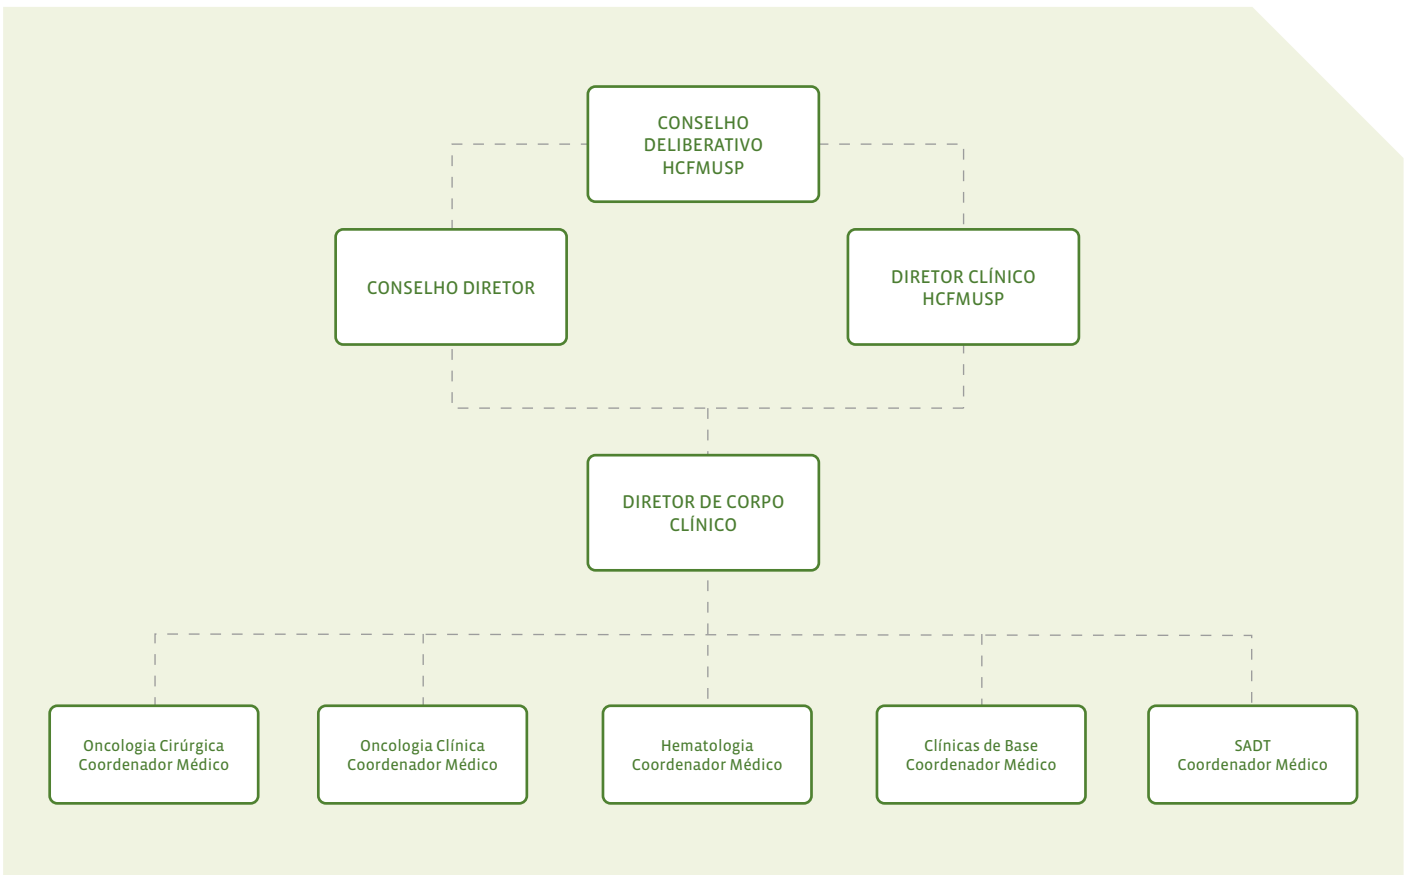 CONSELHO
DELIBERATIVO
HCFMUSP
CONSELHO DIRETOR
DIRETOR CLÍNICO
HCFMUSP
DIRETOR DE CORPO
CLÍNICO
Oncologia Cirúrgica
Coordenador Médico
Oncologia Clínica
Coordenador Médico
Hematologia
Coordenador Médico
Clínicas de Base
Coordenador Médico
SADT
Coordenador Médico